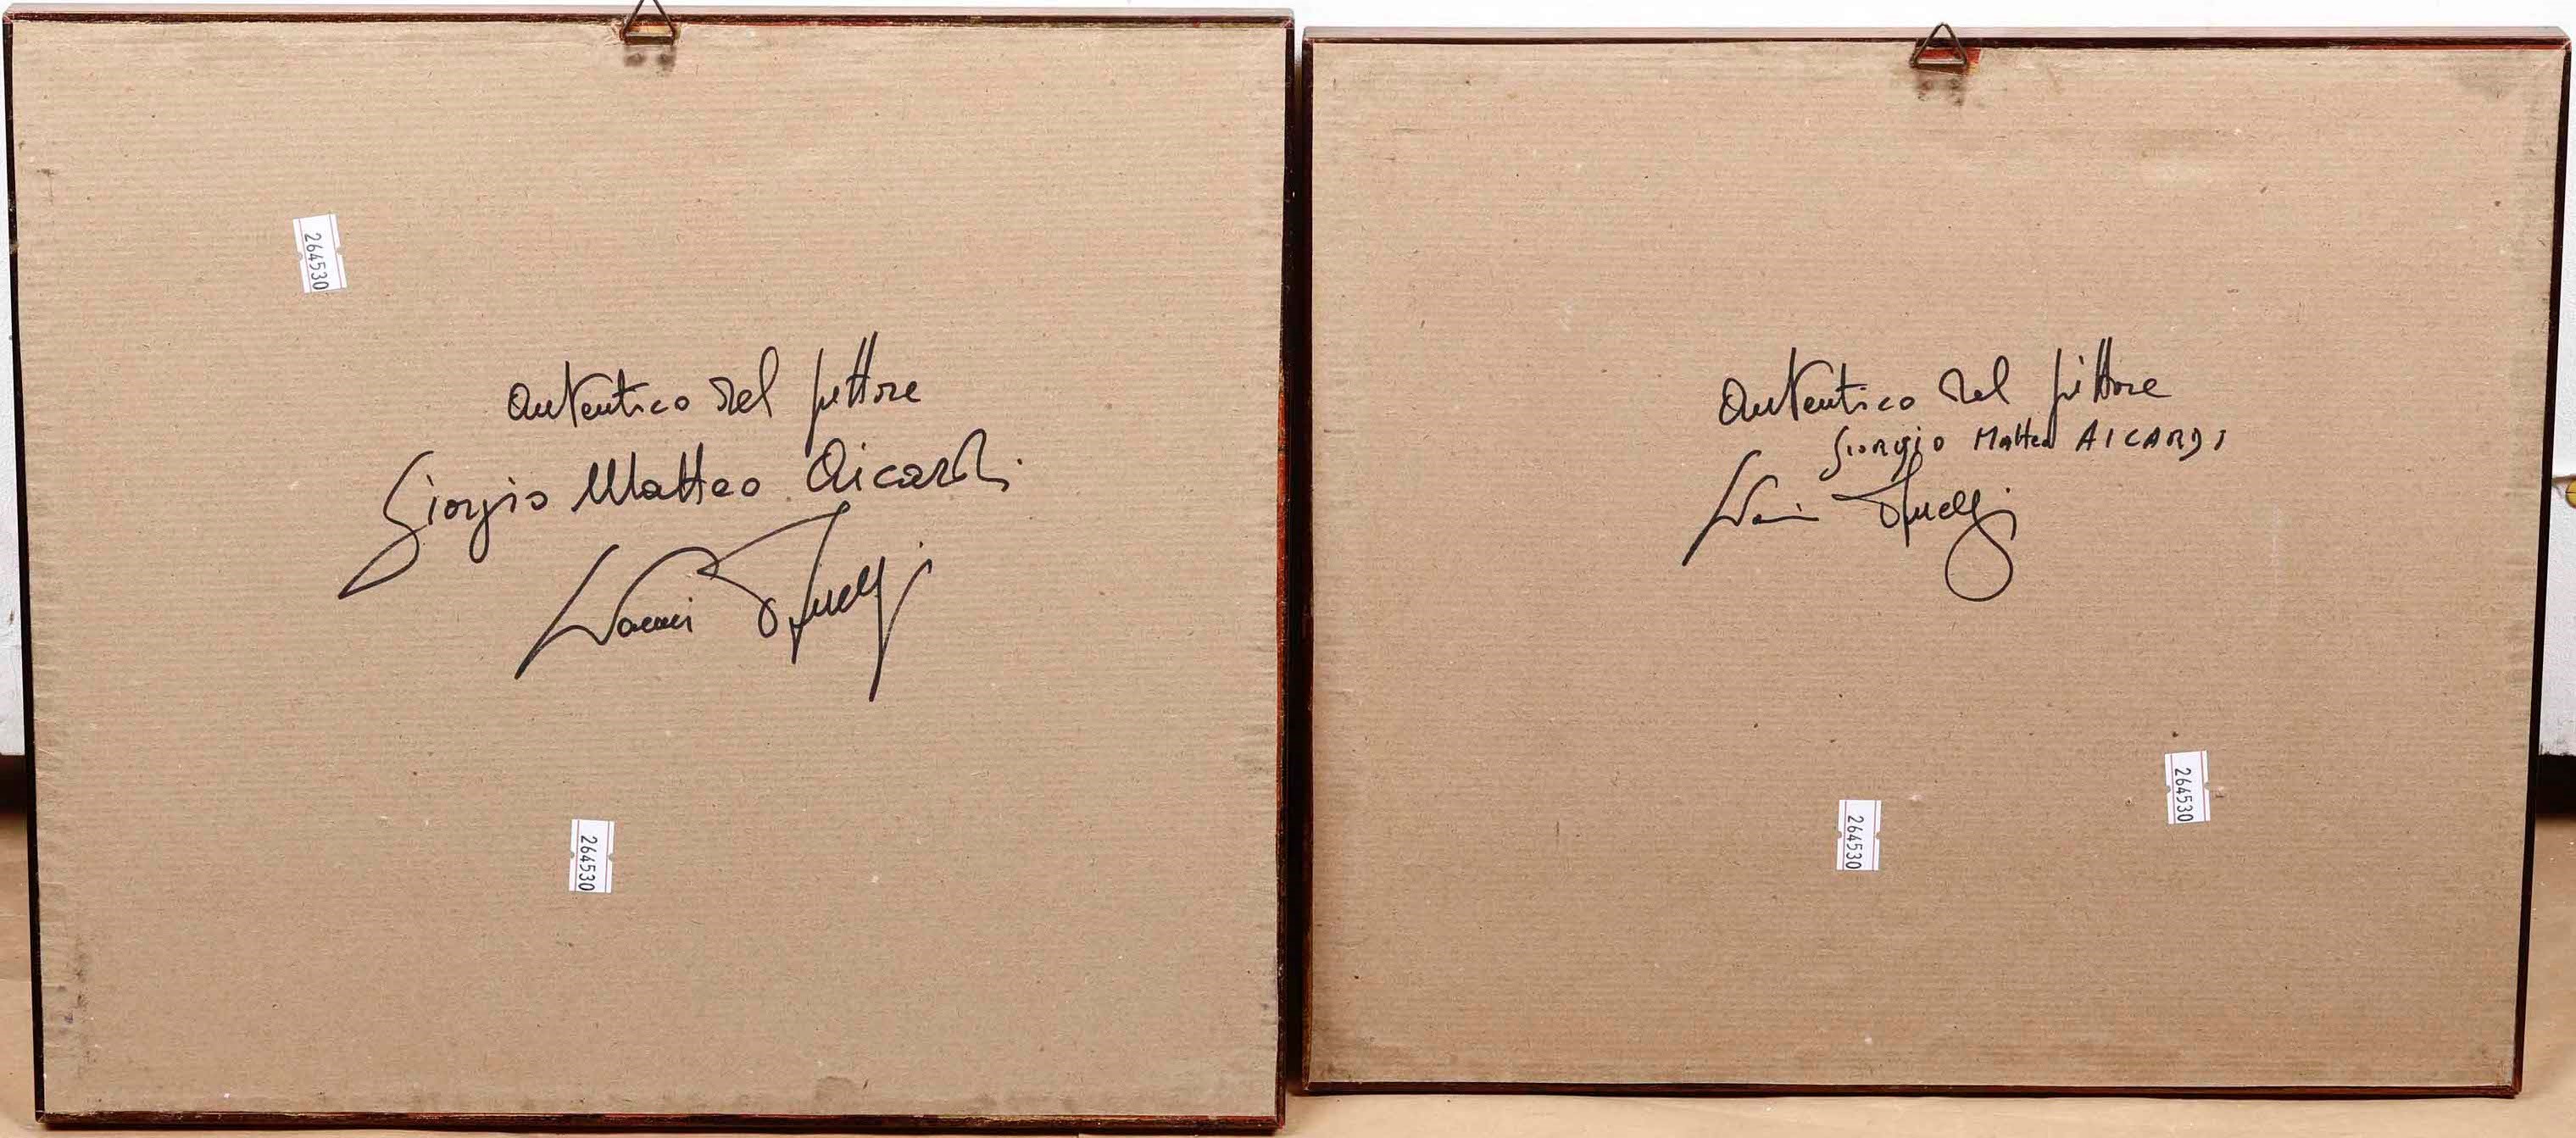 264530
autentico del pittore
Giorgio Matteo Aicardi
264530
autentico del pittore
Giorgio Matteo AICARDI
264530
264530